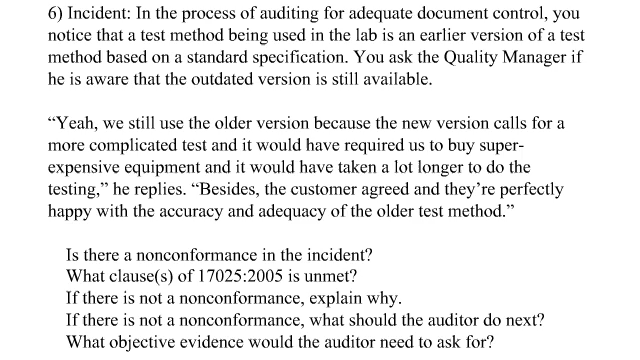 6) Incident: In the process of auditing for adequate document control, you
notice that a test method being used in the lab is an earlier version of a test
method based on a standard specification. You ask the Quality Manager if
he is aware that the outdated version is still available.
“Yeah, we still use the older version because the new version calls for a
more complicated test and it would have required us to buy super-
expensive equipment and it would have taken a lot longer to do the
testing,” he replies. “Besides, the customer agreed and they’re perfectly
happy with the accuracy and adequacy of the older test method.”
Is there a nonconformance in the incident?
What clause(s) of 17025:2005 is unmet?
If there is not a nonconformance, explain why.
If there is not a nonconformance, what should the auditor do next?
What objective evidence would the auditor need to ask for?